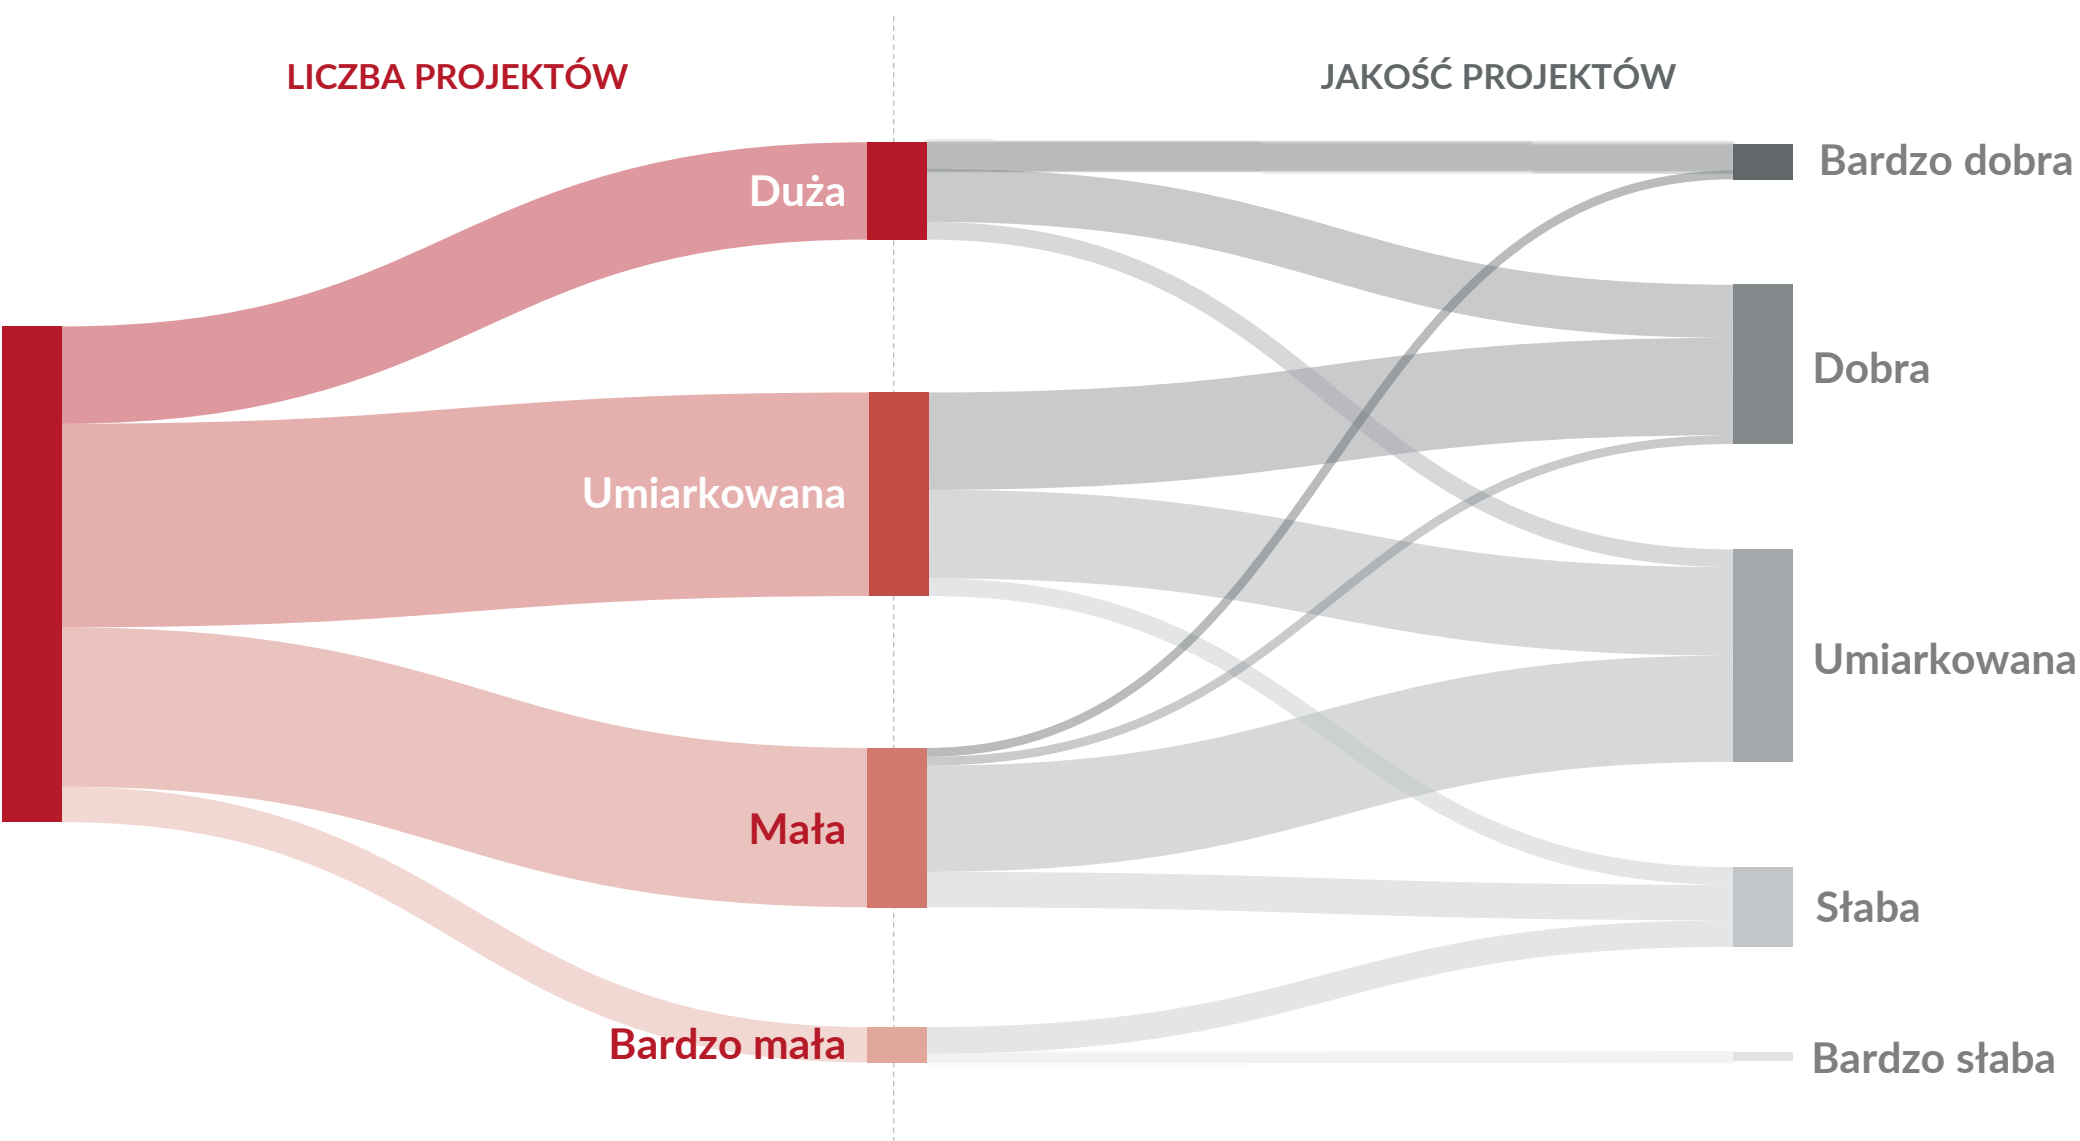 LICZBA PROJEKTÓW
JAKOŚĆ PROJEKTÓW
Duża
Umiarkowana
Mała
Bardzo mała
Bardzo dobra
Dobra
Umiarkowana
Słaba
Bardzo słaba